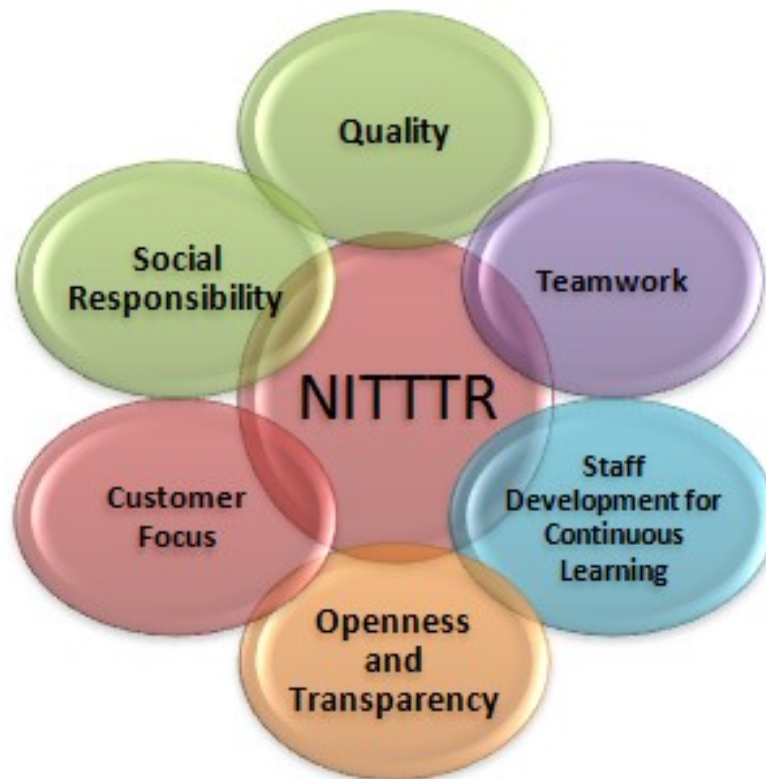 Quality
Social
Responsibility
Teamwork
NITTTR
Customer
Focus
Staff
Development for
Continuous
Learning
Openness
and
Transparency